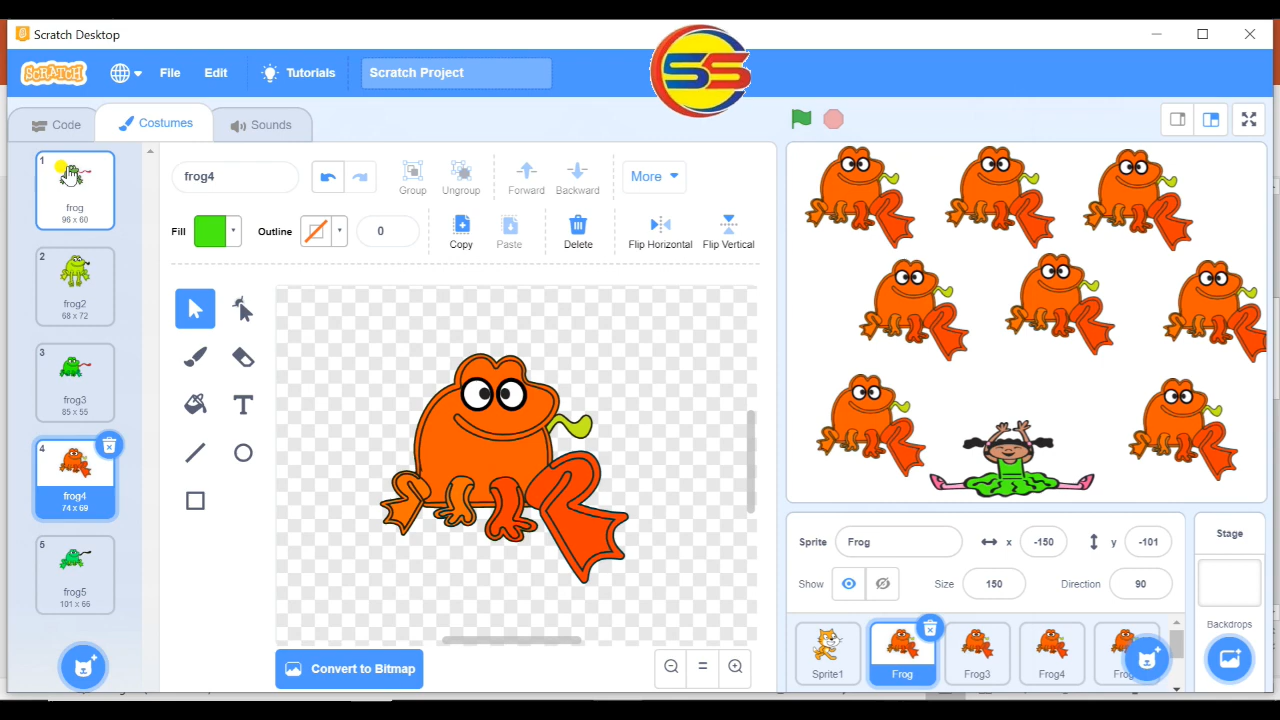 Scratch Desktop
SCRATCH
File
Edit
Tutorials
Scratch Project
SS
Code
Costumes
Sounds
1
frog
96 x 60
2
frog2
68 x 72
3
frog3
85 x 55
4
frog4
74 x 69
5
frog5
101 x 66
frog4
Group
Ungroup
Forward
Backward
More
Fill
Outline
0
Copy
Paste
Delete
Flip Horizontal
Flip Vertical
T
Convert to Bitmap
Sprite
Frog
x
-150
y
-101
Show
Size
150
Direction
90
Stage
Backdrops
Sprite1
Frog
Frog3
Frog4